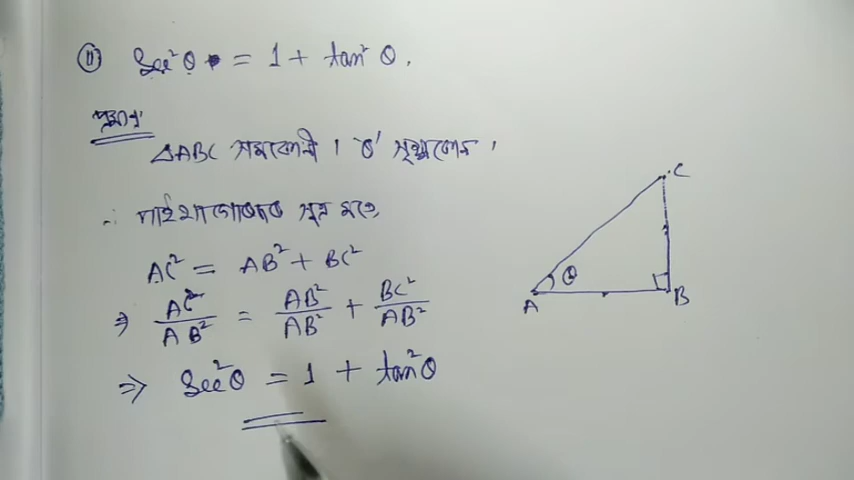 (ii) Sec²θ = 1 + tan²θ.
প্রমাণ
△ABC সমকোণী। 'θ' সূক্ষ্মকোণ।
∴ পাইথাগোরাসৰ সূত্ৰ মতে,
AC² = AB² + BC²
⇒ AC²/AB² = AB²/AB² + BC²/AB²
⇒ Sec²θ = 1 + tan²θ
C
θ
A
B